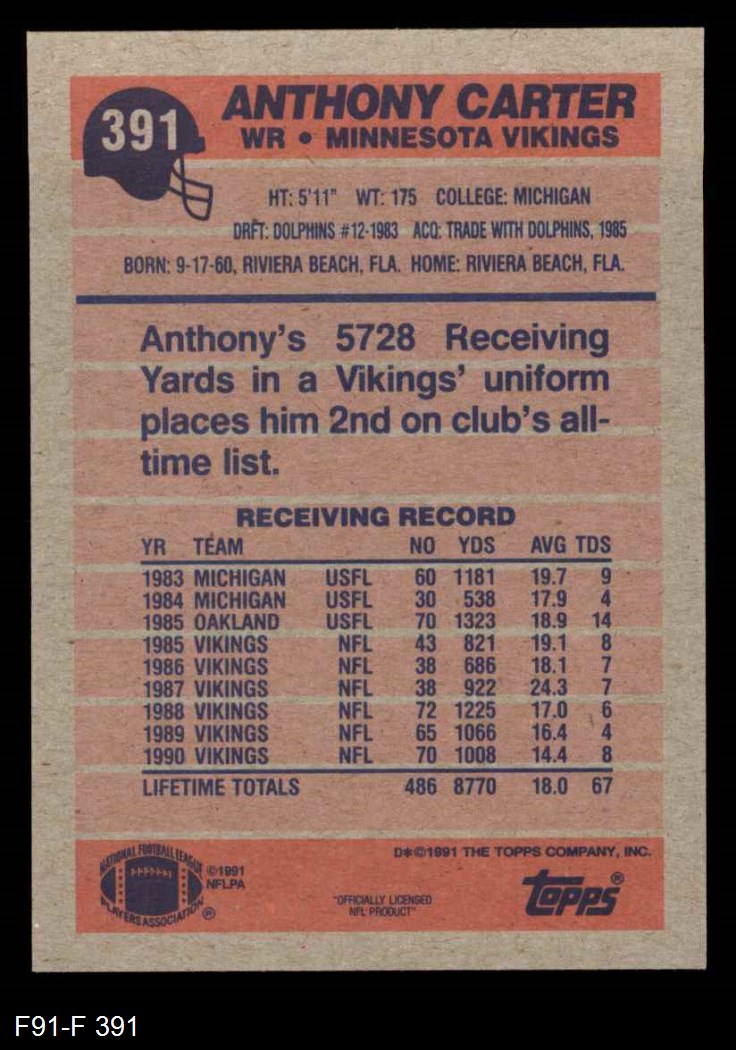 391
ANTHONY CARTER
WR • MINNESOTA VIKINGS
HT: 5'11" WT: 175 COLLEGE: MICHIGAN
DRFT: DOLPHINS #12-1983 ACQ: TRADE WITH DOLPHINS, 1985
BORN: 9-17-60, RIVIERA BEACH, FLA. HOME: RIVIERA BEACH, FLA.
Anthony's 5728 Receiving
Yards in a Vikings' uniform
places him 2nd on club's all-
time list.
RECEIVING RECORD
YR TEAM NO YDS AVG TDS
1983 MICHIGAN USFL 60 1181 19.7 9
1984 MICHIGAN USFL 30 538 17.9 4
1985 OAKLAND USFL 70 1323 18.9 14
1985 VIKINGS NFL 43 821 19.1 8
1986 VIKINGS NFL 38 686 18.1 7
1987 VIKINGS NFL 38 922 24.3 7
1988 VIKINGS NFL 72 1225 17.0 6
1989 VIKINGS NFL 65 1066 16.4 4
1990 VIKINGS NFL 70 1008 14.4 8
LIFETIME TOTALS 486 8770 18.0 67
D*©1991 THE TOPPS COMPANY, INC.
NATIONAL FOOTBALL LEAGUE
PLAYERS ASSOCIATION ®
©1991
NFLPA
"OFFICIALLY LICENSED
NFL PRODUCT"
topps®
F91-F 391